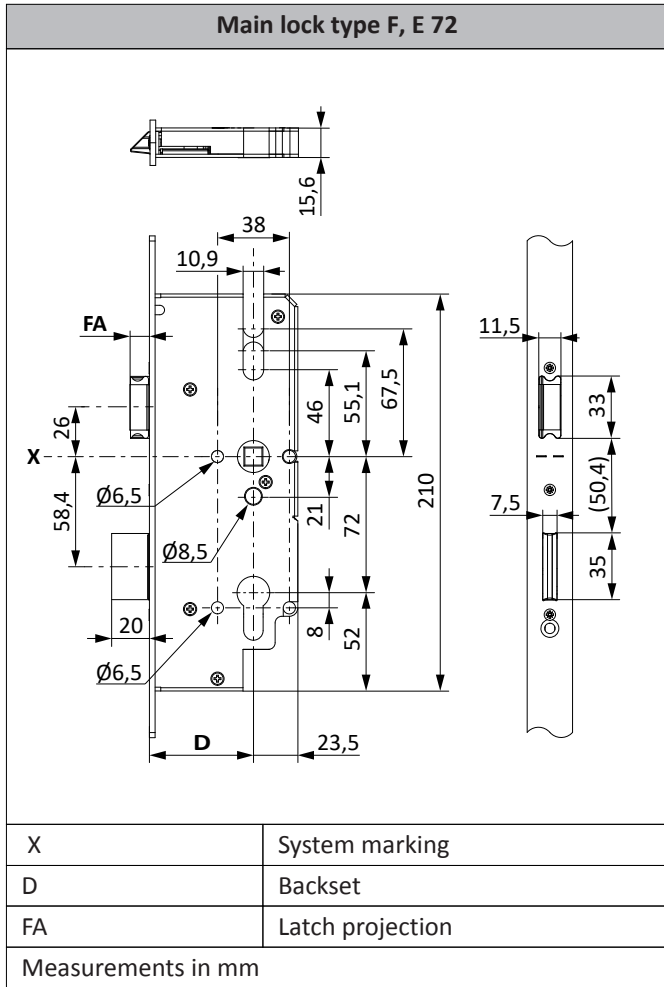 Main lock type F, E 72
15,6
38
10,9
FA
11,5
67,5
55,1
46
33
26
X
Ø6,5
58,4
21
72
210
7,5
(50,4)
Ø8,5
35
20
8
52
Ø6,5
D
23,5
X System marking
D Backset
FA Latch projection
Measurements in mm